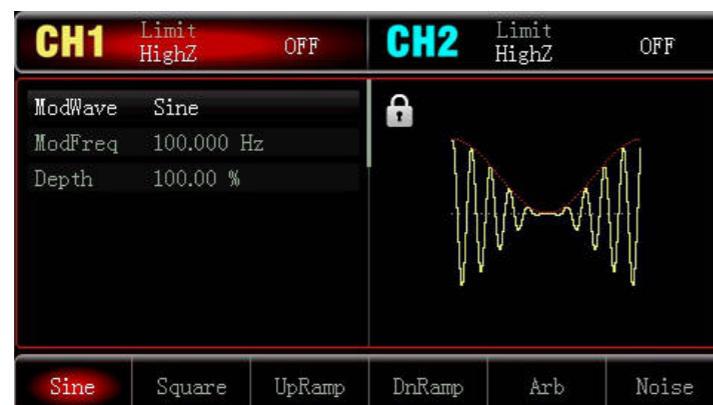 CH1 Limit HighZ OFF CH2 Limit HighZ OFF
ModWave Sine
ModFreq 100.000 Hz
Depth 100.00 %
Sine Square UpRamp DnRamp Arb Noise